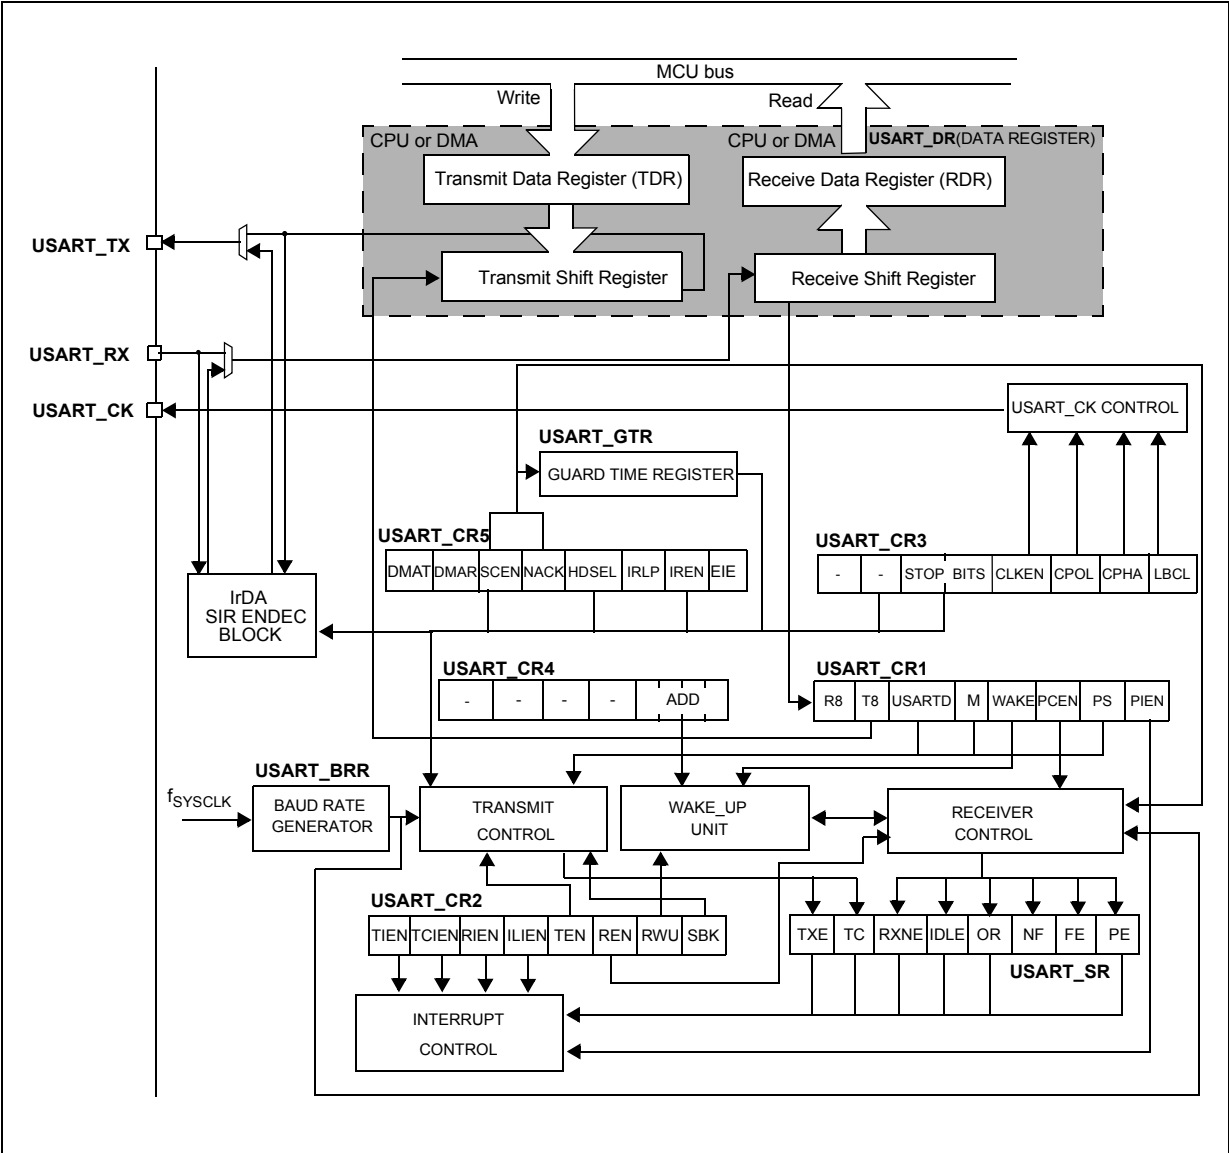 MCU bus
Write
Read
CPU or DMA
CPU or DMA
USART_DR(DATA REGISTER)
Transmit Data Register (TDR)
Receive Data Register (RDR)
USART_TX
Transmit Shift Register
Receive Shift Register
USART_RX
USART_CK
USART_CK CONTROL
USART_GTR
GUARD TIME REGISTER
USART_CR5
DMAT DMAR SCEN NACK HDSEL IRLP IREN EIE
USART_CR3
- - STOP BITS CLKEN CPOL CPHA LBCL
IrDA
SIR ENDEC
BLOCK
USART_CR4
- - - - ADD
USART_CR1
R8 T8 USARTD M WAKE PCEN PS PIEN
USART_BRR
fSYSCLK
BAUD RATE
GENERATOR
TRANSMIT
CONTROL
WAKE_UP
UNIT
RECEIVER
CONTROL
USART_CR2
TIEN TCIEN RIEN ILIEN TEN REN RWU SBK
TXE TC RXNE IDLE OR NF FE PE
USART_SR
INTERRUPT
CONTROL